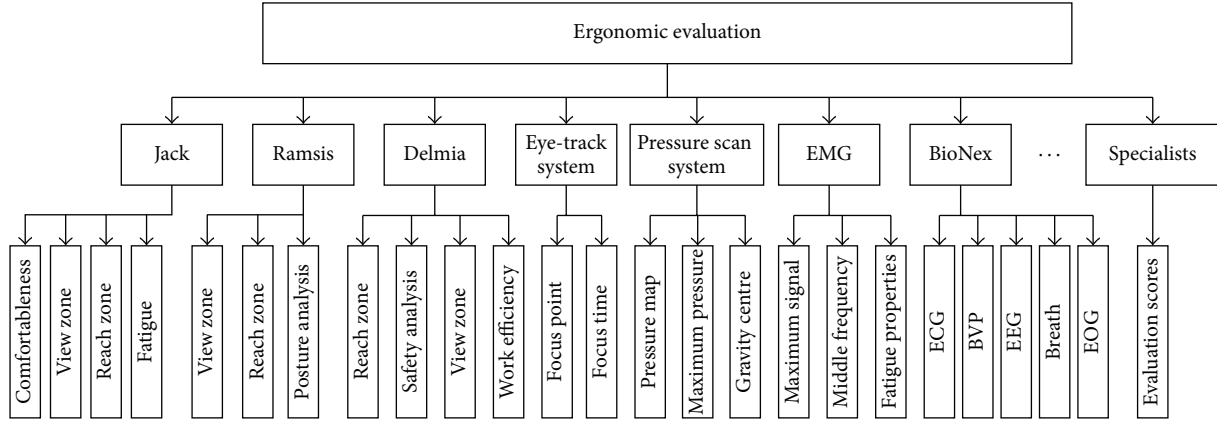 Ergonomic evaluation
Jack
Ramsis
Delmia
Eye-track
system
Pressure scan
system
EMG
BioNex
...
Specialists
Comfortableness
View zone
Reach zone
Fatigue
View zone
Reach zone
Posture analysis
Reach zone
Safety analysis
View zone
Work efficiency
Focus point
Focus time
Pressure map
Maximum pressure
Gravity centre
Maximum signal
Middle frequency
Fatigue properties
ECG
BVP
EEG
Breath
EOG
Evaluation scores